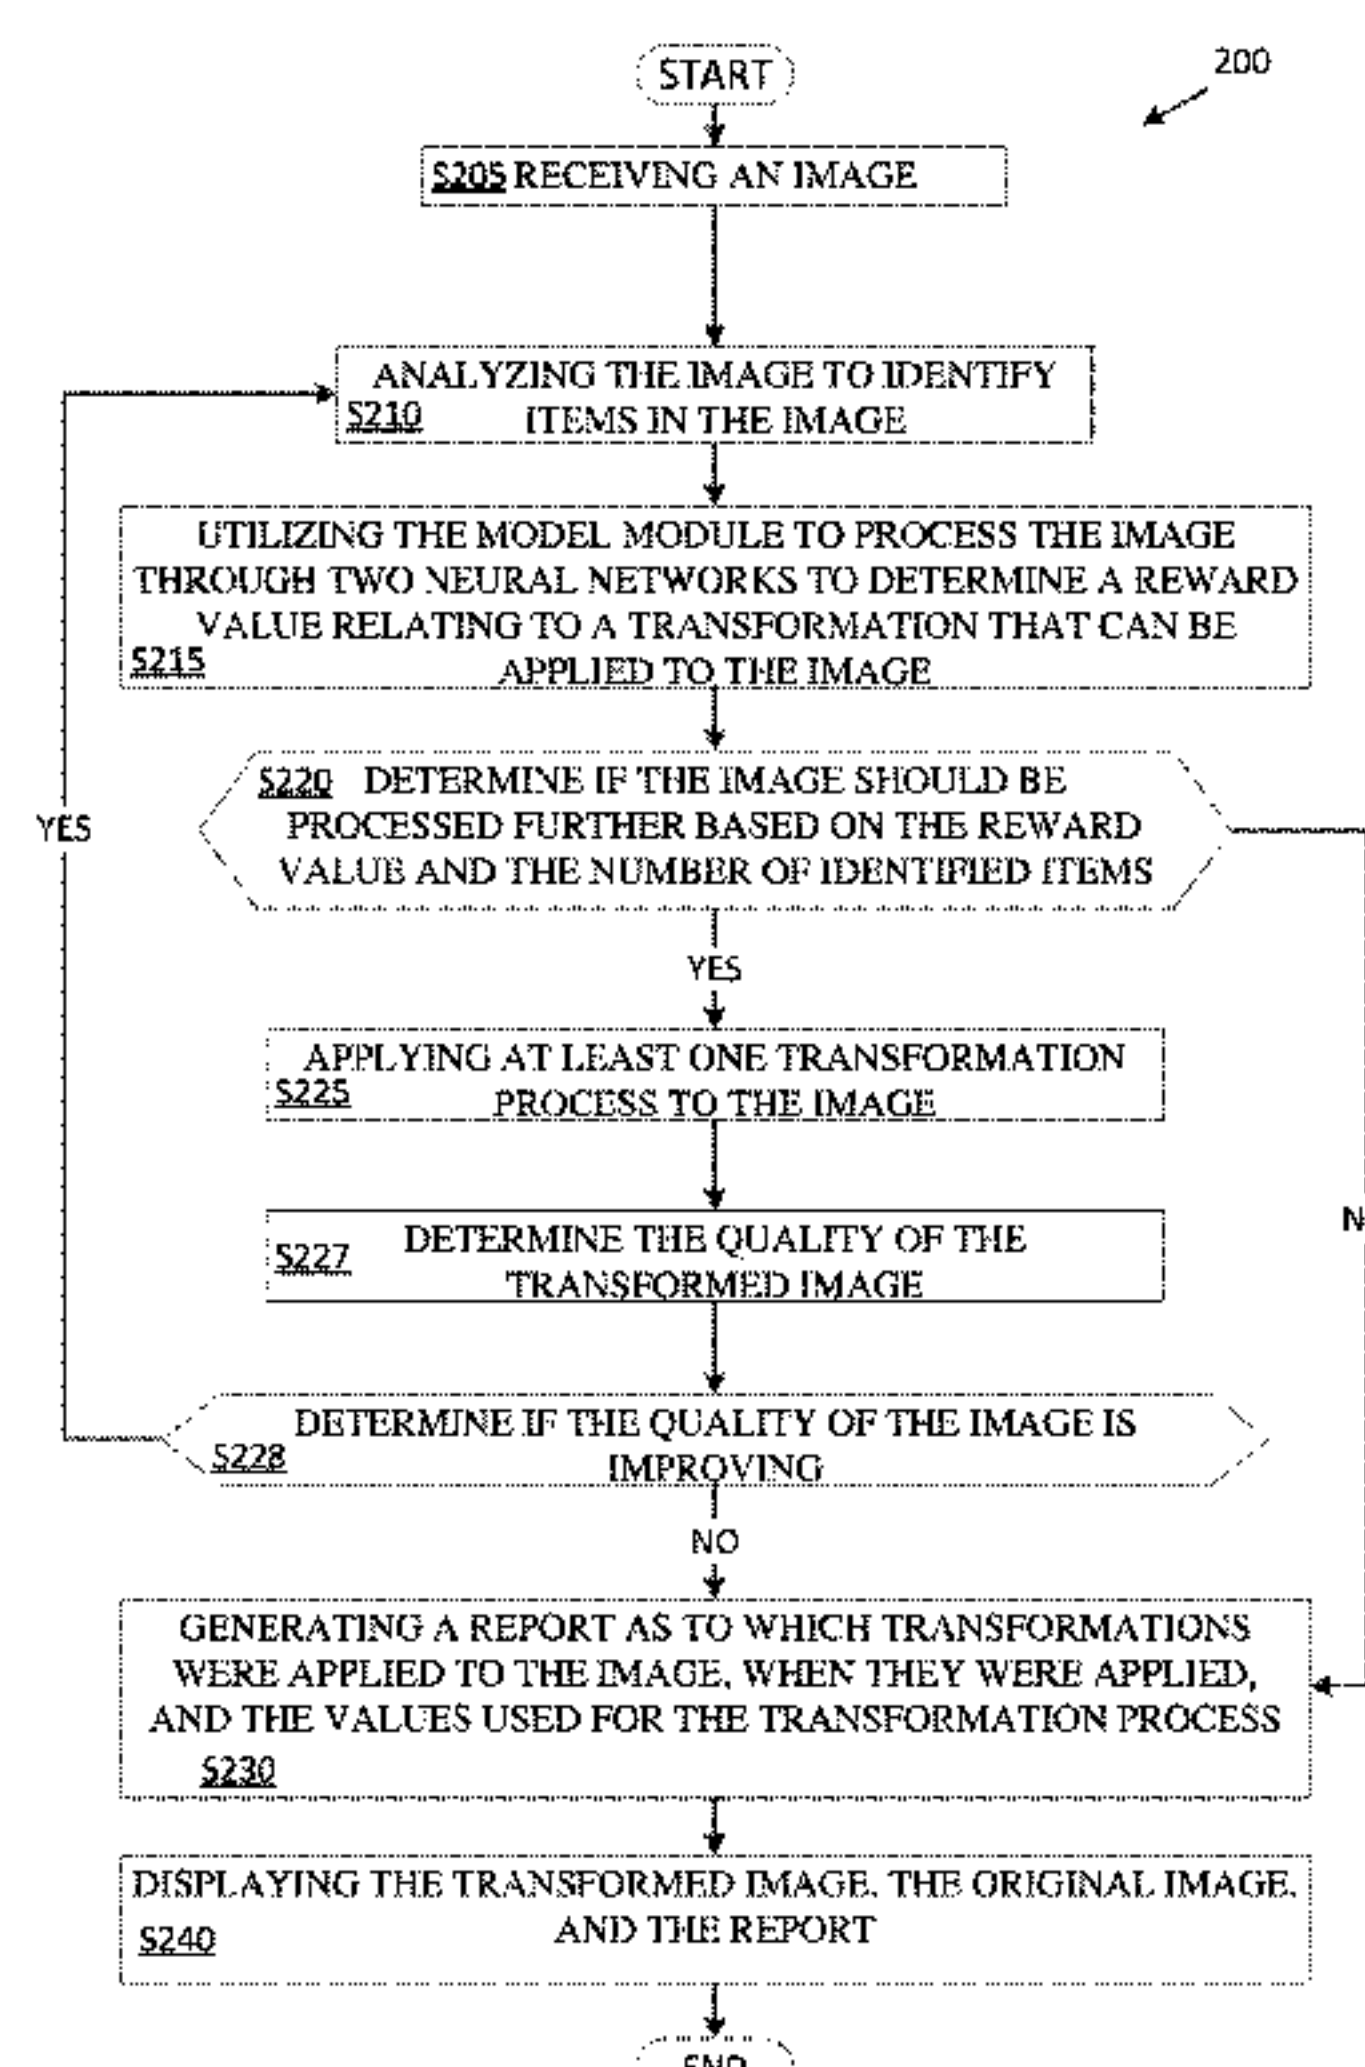 START
200
S205 RECEIVING AN IMAGE
ANALYZING THE IMAGE TO IDENTIFY
S210 ITEMS IN THE IMAGE
UTILIZING THE MODEL MODULE TO PROCESS THE IMAGE
THROUGH TWO NEURAL NETWORKS TO DETERMINE A REWARD
VALUE RELATING TO A TRANSFORMATION THAT CAN BE
S215 APPLIED TO THE IMAGE
S220 DETERMINE IF THE IMAGE SHOULD BE
YES
PROCESSED FURTHER BASED ON THE REWARD
VALUE AND THE NUMBER OF IDENTIFIED ITEMS
YES
APPLYING AT LEAST ONE TRANSFORMATION
S225 PROCESS TO THE IMAGE
N
DETERMINE THE QUALITY OF THE
S227 TRANSFORMED IMAGE
DETERMINE IF THE QUALITY OF THE IMAGE IS
S228 IMPROVING
NO
GENERATING A REPORT AS TO WHICH TRANSFORMATIONS
WERE APPLIED TO THE IMAGE, WHEN THEY WERE APPLIED,
AND THE VALUES USED FOR THE TRANSFORMATION PROCESS
S230
DISPLAYING THE TRANSFORMED IMAGE, THE ORIGINAL IMAGE,
S240 AND THE REPORT
END